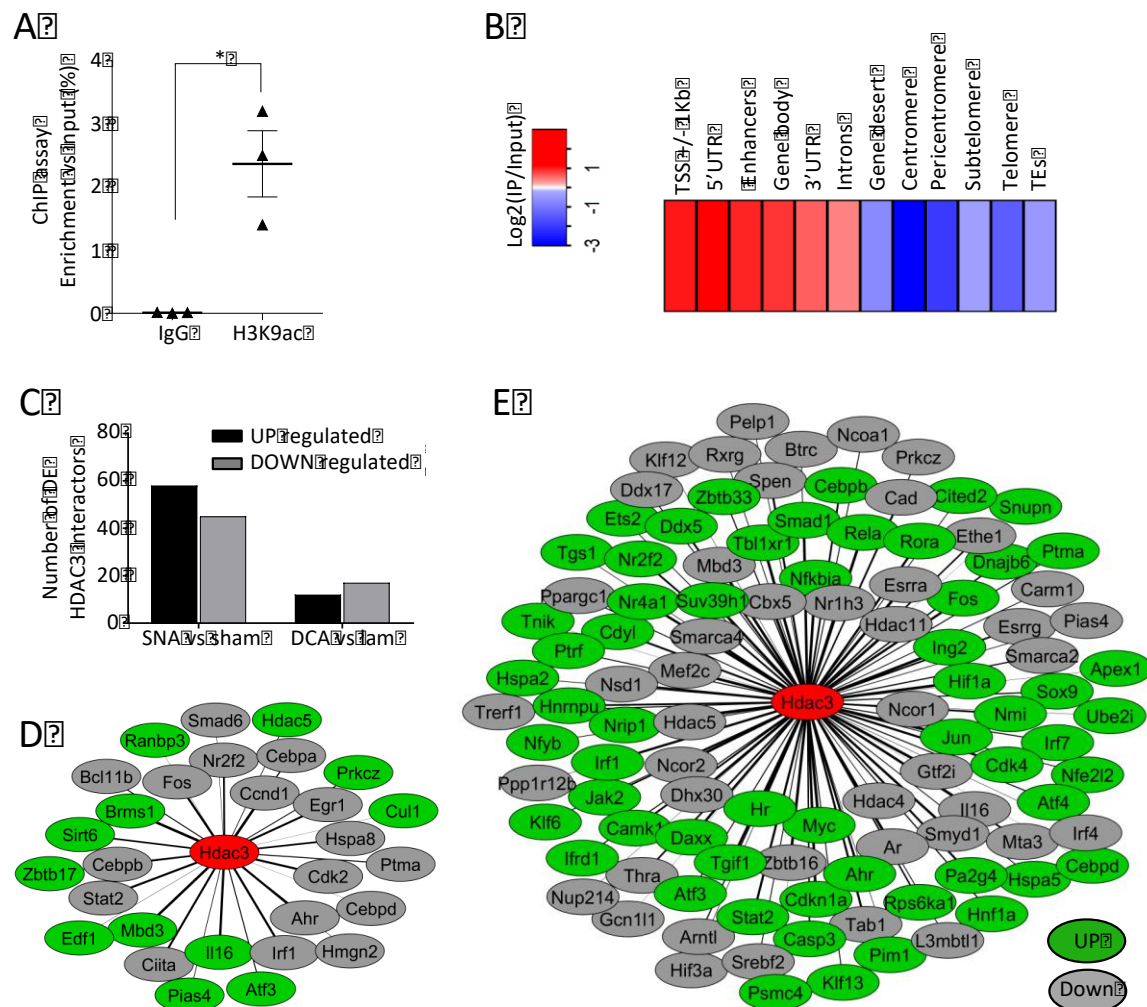 A
ChIP assay
Enrichment vs Input (%)
4
3
2
1
0
*
IgG
H3K9ac
B
Log2(IP/Input)
1
-1
-3
TSS +/- 1Kb
5'UTR
Enhancers
Gene body
3'UTR
Introns
Gene desert
Centromere
Pericentromere
Subtelomere
Telomere
TEs
C
Number of DE
HDAC3 interactors
80
60
40
20
0
UP regulated
DOWN regulated
SNA vs sham
DCA vs lam
D
Smad6
Hdac5
Ranbp3
Nr2f2
Cebpa
Bcl11b
Fos
Prkcz
Ccnd1
Brms1
Egr1
Cul1
Sirt6
Hspa8
Hdac3
Cebpb
Ptma
Zbtb17
Cdk2
Stat2
Cebpd
Ahr
Edf1
Mbd3
Il16
Irf1
Hmgn2
Ciita
Pias4
Atf3
E
Pelp1
Ncoa1
Btrc
Rxrg
Klf12
Prkcz
Spen
Cebpb
Ddx17
Zbtb33
Cad
Cited2
Snupn
Ets2
Ddx5
Smad1
Rela
Rora
Ethe1
Tbl1xr1
Tgs1
Nr2f2
Mbd3
Dnajb6
Ptma
Nfkbia
Esrra
Ppargc1
Nr4a1
Suv39h1
Cbx5
Nr1h3
Fos
Carm1
Tnik
Cdyl
Smarca4
Hdac11
Esrrg
Pias4
Ptrf
Ing2
Smarca2
Hspa2
Nsd1
Mef2c
Hif1a
Apex1
Hnrnpu
Hdac3
Sox9
Trerf1
Nrip1
Hdac5
Ncor1
Nmi
Ube2i
Nfyb
Jun
Irf7
Irf1
Ncor2
Gtf2i
Cdk4
Nfe2l2
Ppp1r12b
Jak2
Dhx30
Atf4
Klf6
Camk1
Daxx
Hr
Myc
Hdac4
Il16
Smyd1
Mta3
Irf4
Ifrd1
Tgif1
Zbtb16
Ar
Thra
Ahr
Pa2g4
Hspa5
Cebpd
Nup214
Atf3
Cdkn1a
Rps6ka1
Hnf1a
Gcn1l1
Stat2
Tab1
Arntl
Casp3
L3mbtl1
Hif3a
Srebf2
Pim1
Klf13
Psmc4
UP
Down